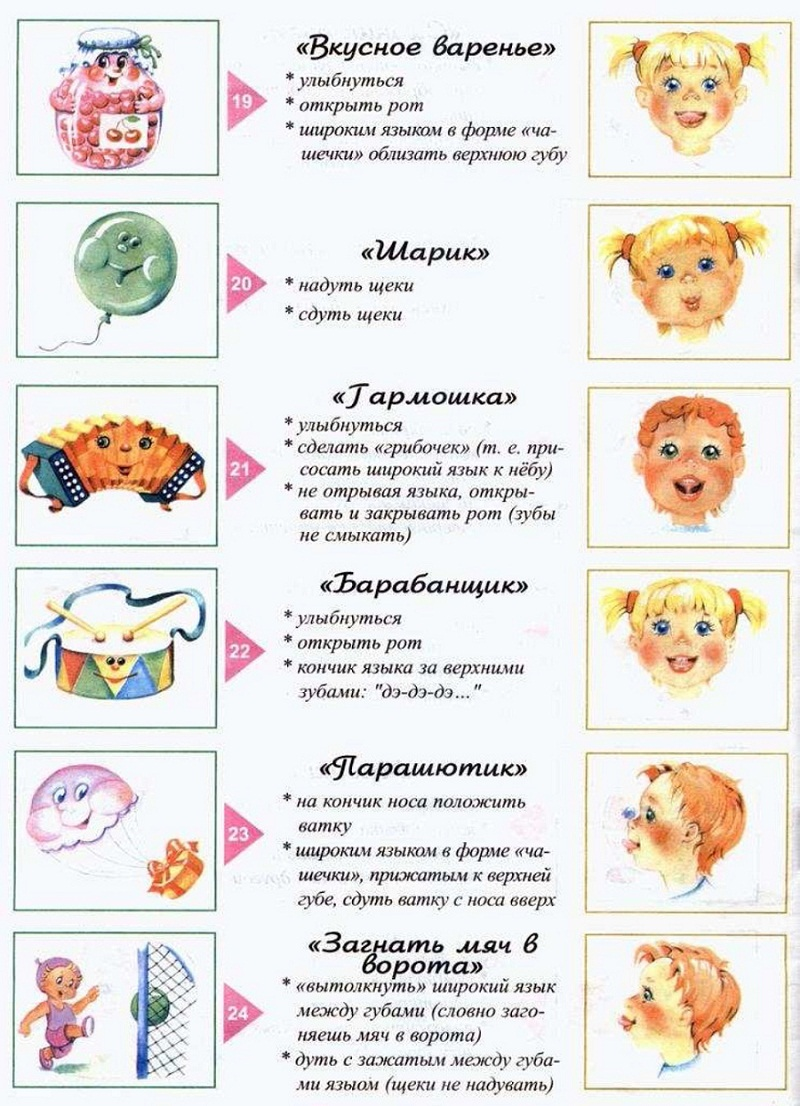 «Вкусное варенье»
19
* улыбнуться
* открыть рот
* широким языком в форме «ча-
шечки» облизать верхнюю губу
«Шарик»
20
* надуть щеки
* сдуть щеки
«Гармошка»
21
* улыбнуться
* сделать «грибочек» (т. е. при-
сосать широкий язык к нёбу)
* не отрывая языка, откры-
вать и закрывать рот (зубы
не смыкать)
«Барабанщик»
22
* улыбнуться
* открыть рот
* кончик языка за верхними
зубами: "дэ-дэ-дэ..."
«Парашютик»
23
* на кончик носа положить
ватку
* широким языком в форме «ча-
шечки», прижатым к верхней
губе, сдуть ватку с носа вверх
«Загнать мяч в
ворота»
24
* «вытолкнуть» широкий язык
между губами (словно заго-
няешь мяч в ворота)
* дуть с зажатым между губа-
ми языом (щеки не надувать)